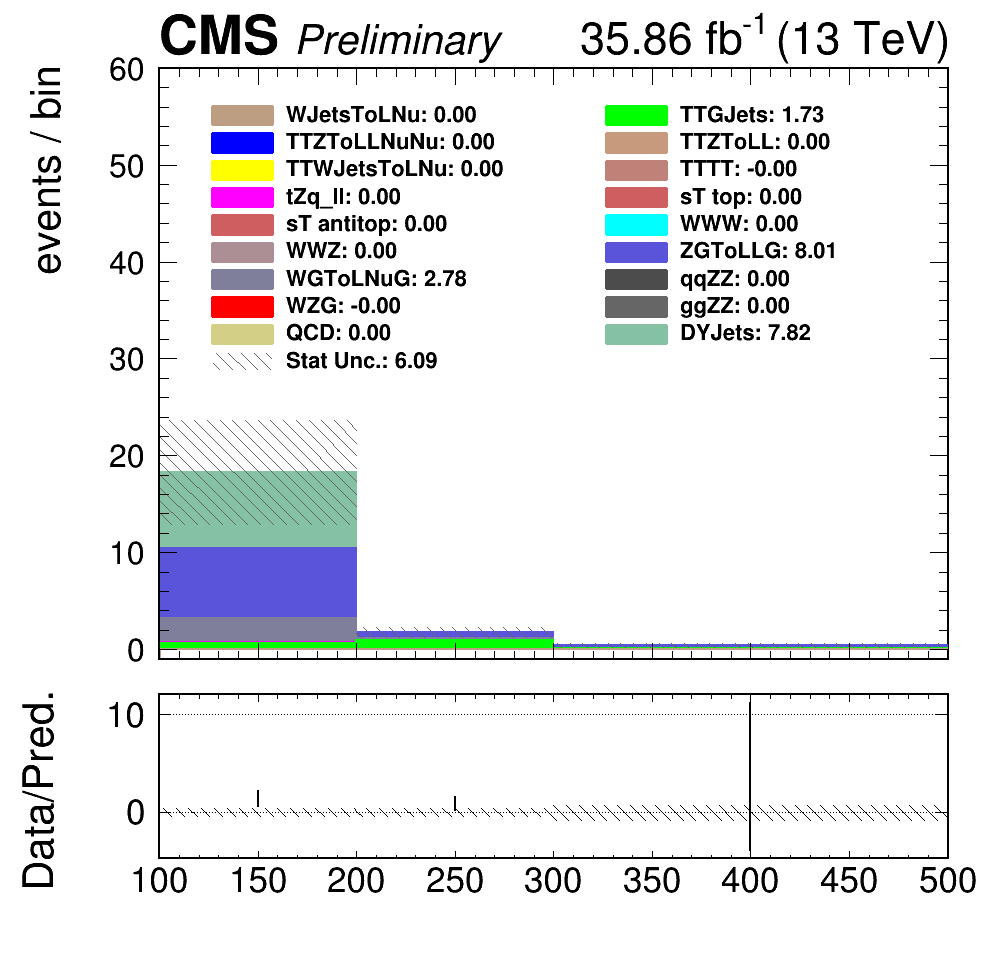 CMS Preliminary 35.86 fb-1 (13 TeV)
events / bin
60
50
40
30
20
10
0
WJetsToLNu: 0.00
TTZToLLNuNu: 0.00
TTWJetsToLNu: 0.00
tZq_ll: 0.00
sT antitop: 0.00
WWZ: 0.00
WGToLNuG: 2.78
WZG: -0.00
QCD: 0.00
Stat Unc.: 6.09
TTGJets: 1.73
TTZToLL: 0.00
TTTT: -0.00
sT top: 0.00
WWW: 0.00
ZGToLLG: 8.01
qqZZ: 0.00
ggZZ: 0.00
DYJets: 7.82
Data/Pred.
10
0
100 150 200 250 300 350 400 450 500